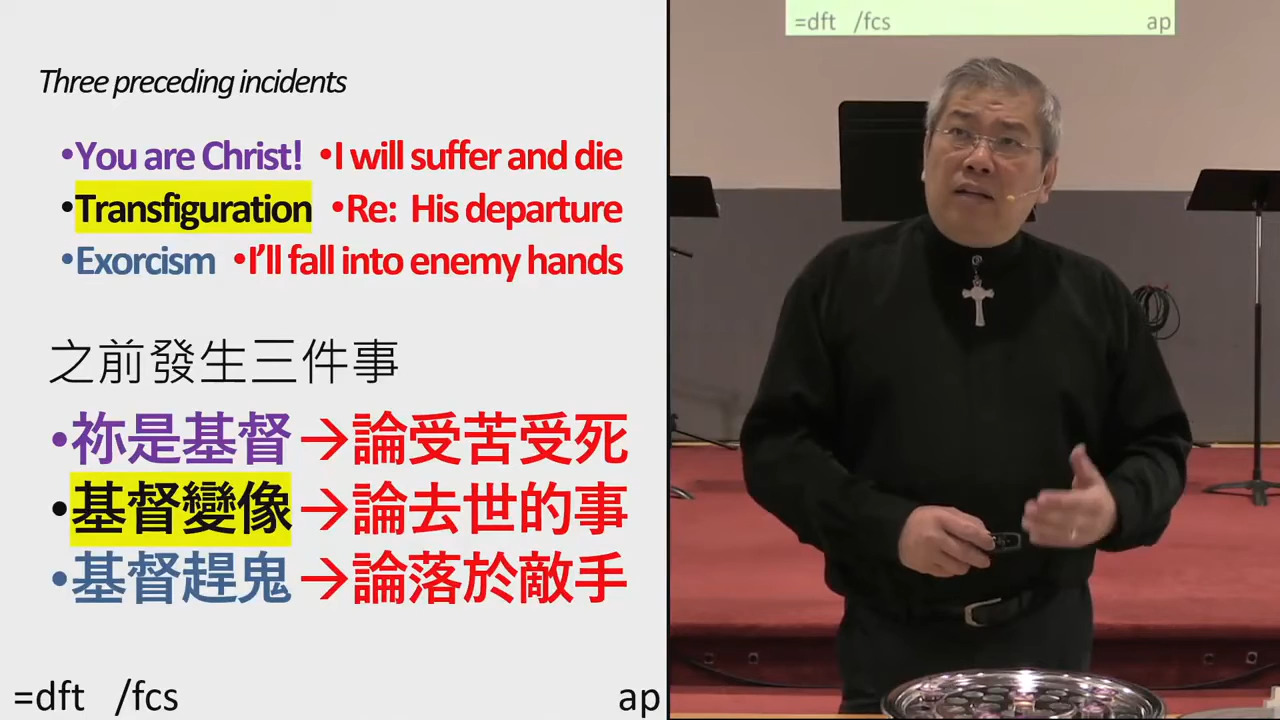 Three preceding incidents
•You are Christ! •I will suffer and die
•Transfiguration •Re: His departure
•Exorcism •I'll fall into enemy hands
之前發生三件事
•祢是基督→論受苦受死
•基督變像→論去世的事
•基督趕鬼→論落於敵手
=dft /fcs ap
=dft /fcs ap